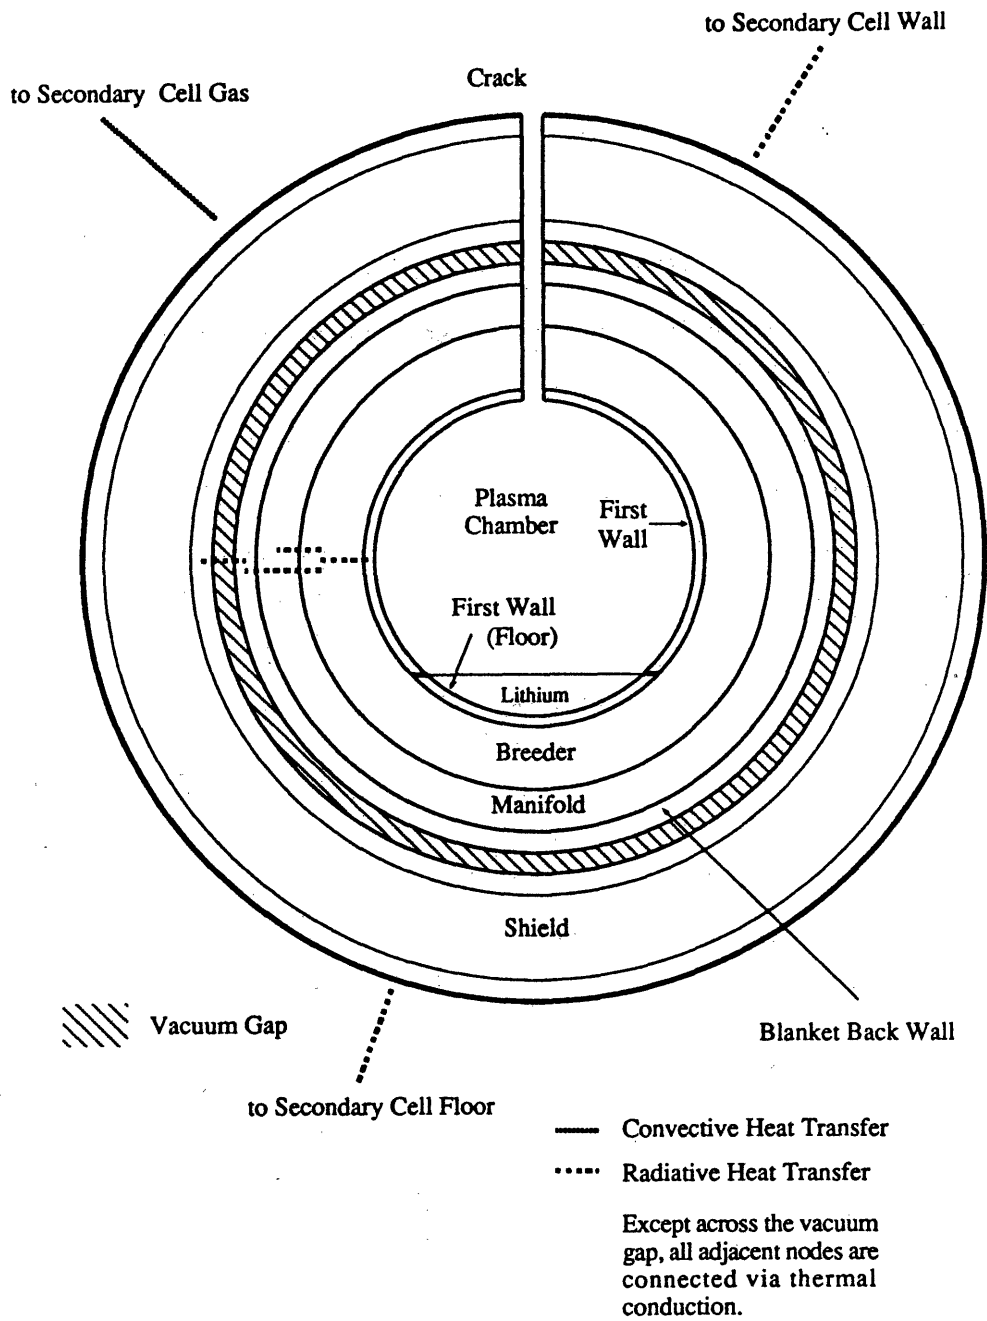 to Secondary Cell Wall
Crack
to Secondary Cell Gas
Plasma
Chamber
First
Wall
First Wall
(Floor)
Lithium
Breeder
Manifold
Shield
Vacuum Gap
Blanket Back Wall
to Secondary Cell Floor
Convective Heat Transfer
Radiative Heat Transfer
Except across the vacuum
gap, all adjacent nodes are
connected via thermal
conduction.